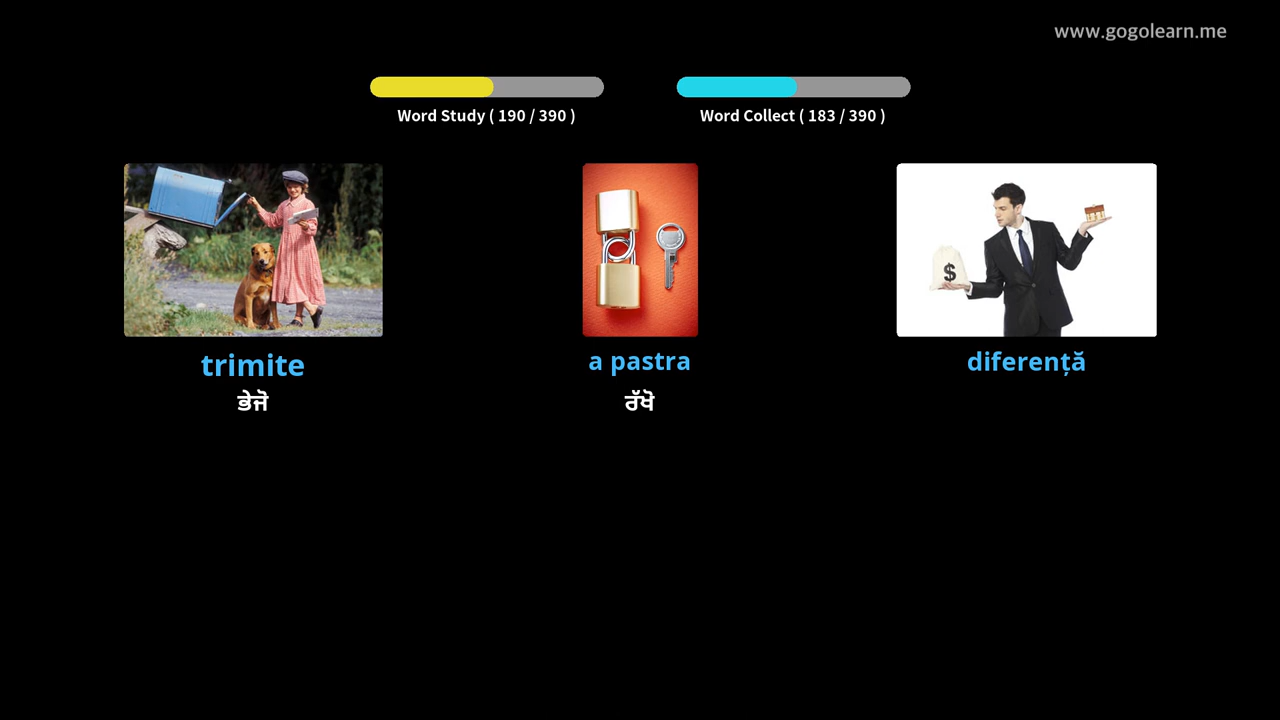 www.gogolearn.me
Word Study ( 190 / 390 )
Word Collect ( 183 / 390 )
trimite
ਭੇਜੋ
a pastra
ਰੱਖੋ
$
diferență